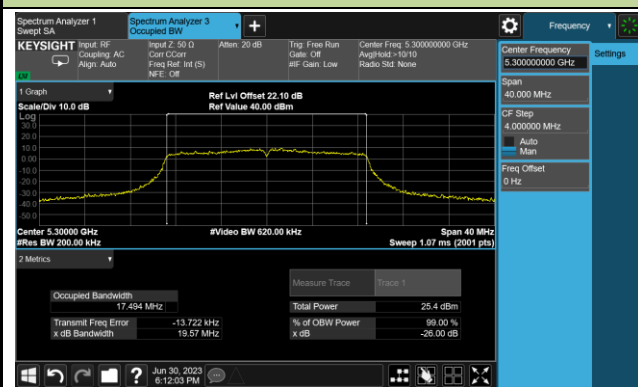 Spectrum Analyzer 1
Swept SA
Spectrum Analyzer 3
Occupied BW
Frequency
KEYSIGHT
Input: RF
Coupling: AC
Align: Auto
Input Z: 50 Ω
Corr CCorr
Freq Ref: Int (S)
NFE: Off
Atten: 20 dB
Trig: Free Run
Gate: Off
#IF Gain: Low
Center Freq: 5.300000000 GHz
Avg|Hold:>10/10
Radio Std: None
Center Frequency
5.300000000 GHz
Settings
Span
40.000 MHz
CF Step
4.000000 MHz
Auto
Man
Freq Offset
0 Hz
1 Graph
Scale/Div 10.0 dB
Ref Lvl Offset 22.10 dB
Ref Value 40.00 dBm
Log
30.0
20.0
10.0
0.00
-10.0
-20.0
-30.0
-40.0
-50.0
Center 5.30000 GHz
#Res BW 200.00 kHz
#Video BW 620.00 kHz
Span 40 MHz
Sweep 1.07 ms (2001 pts)
2 Metrics
Measure Trace
Trace 1
Occupied Bandwidth
17.494 MHz
Total Power
25.4 dBm
Transmit Freq Error
-13.722 kHz
% of OBW Power
99.00 %
x dB Bandwidth
19.57 MHz
x dB
-26.00 dB
Jun 30, 2023
6:12:03 PM